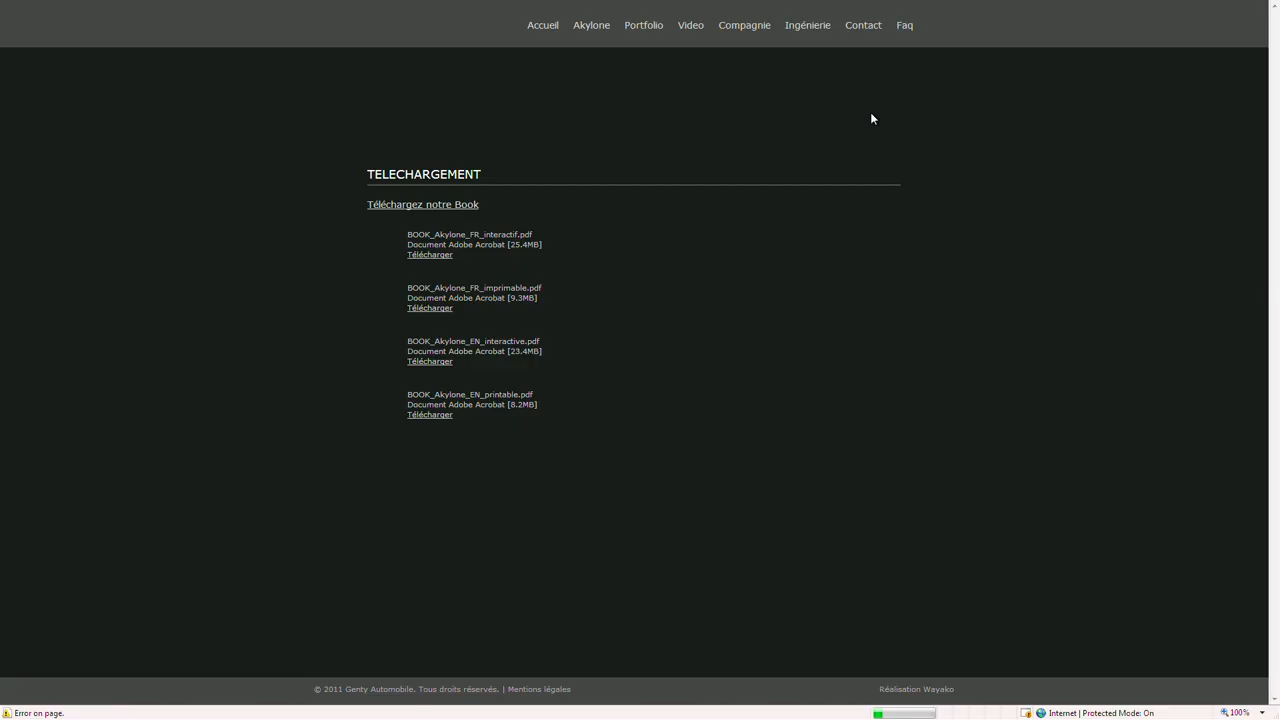 Accueil Akylone Portfolio Video Compagnie Ingénierie Contact Faq
TELECHARGEMENT
Téléchargez notre Book
BOOK_Akylone_FR_interactif.pdf
Document Adobe Acrobat [25.4MB]
Télécharger
BOOK_Akylone_FR_imprimable.pdf
Document Adobe Acrobat [9.3MB]
Télécharger
BOOK_Akylone_EN_interactive.pdf
Document Adobe Acrobat [23.4MB]
Télécharger
BOOK_Akylone_EN_printable.pdf
Document Adobe Acrobat [8.2MB]
Télécharger
© 2011 Genty Automobile. Tous droits réservés. | Mentions légales Réalisation Wayako
Error on page. Internet | Protected Mode: On 100%